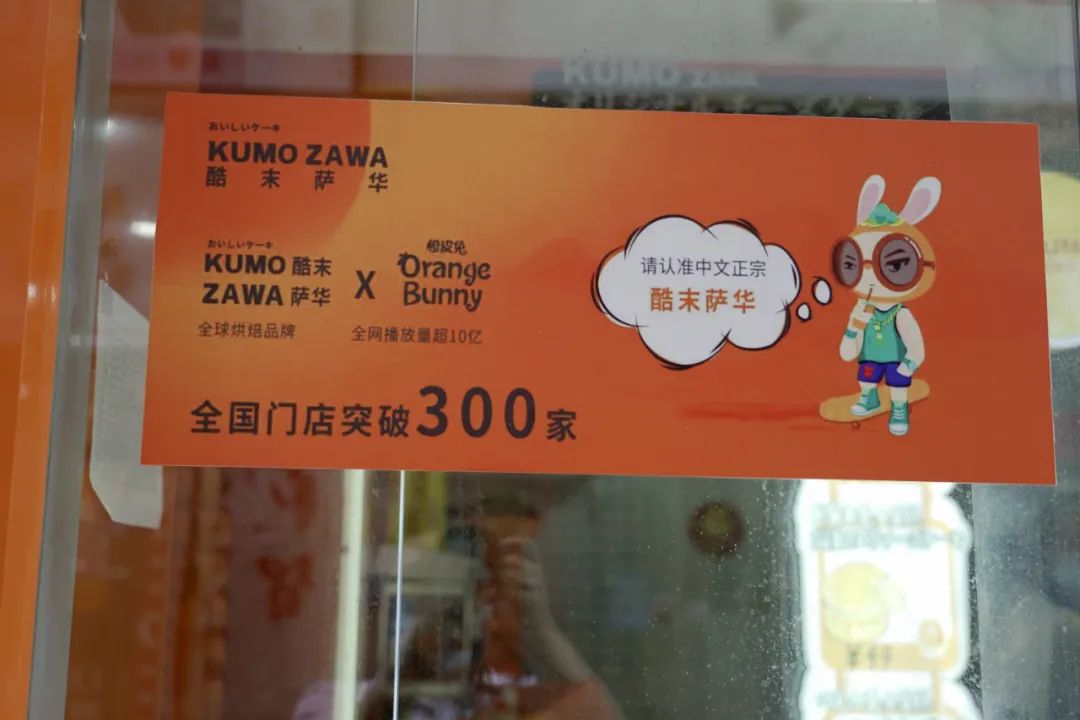 おいしいケーキ
KUMO ZAWA
酷末萨华
おいしいケーキ
KUMO 酷末
ZAWA 萨华
X
橙皮兔
Orange
Bunny
全球烘焙品牌
全网播放量超10亿
全国门店突破300家
请认准中文正宗
酷末萨华
KUMO ZAWA